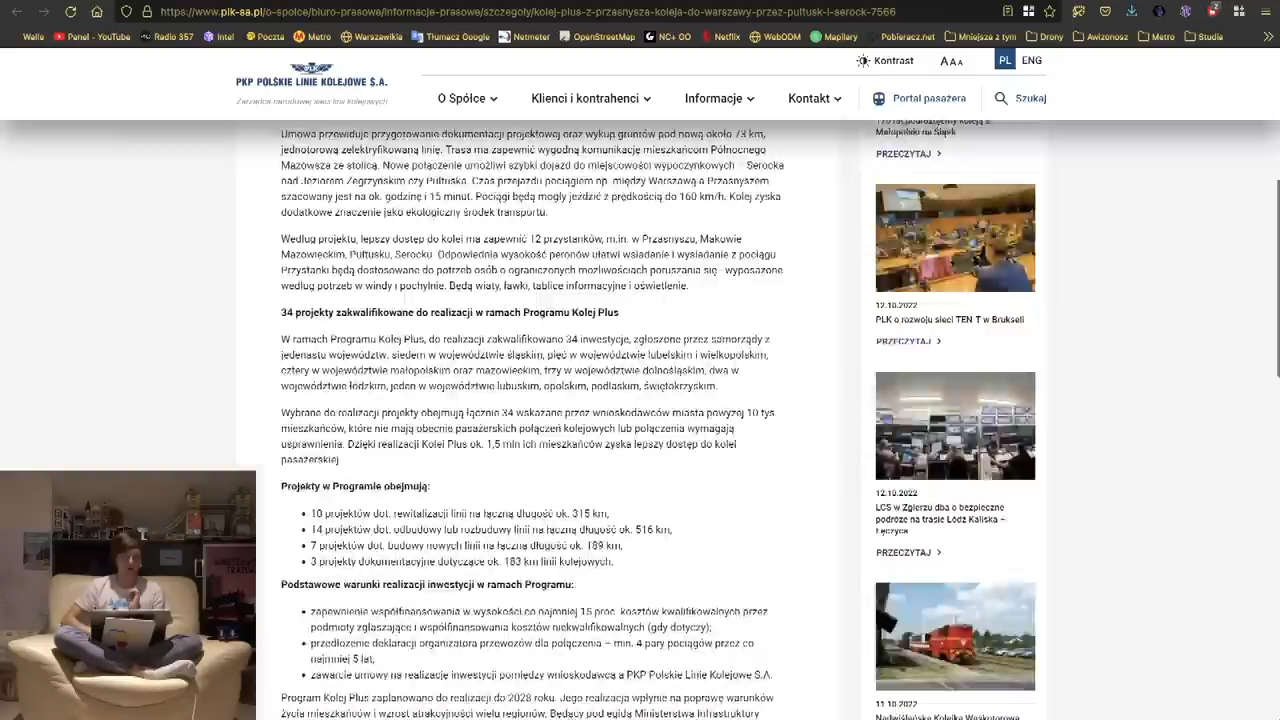 https://www.plk-sa.pl/o-spolce/biuro-prasowe/informacje-prasowe/szczegoly/kolej-plus-z-przasnysza-koleja-do-warszawy-przez-pultusk-i-serock-7566
Walle Panel - YouTube Radio 357 Intel Poczta Metro Warszawikia Tłumacz Google Netmeter OpenStreetMap NC+ GO Netflix WebODM Mapillary Pobieracz.net Drony / Awizonosz Metro Studia
Kontrast AAA PL ENG
PKP POLSKIE LINIE KOLEJOWE S.A.
Zarządca narodowej sieci linii kolejowych
O Spółce Klienci i kontrahenci Informacje Kontakt Portal pasażera Szukaj
Umowa przewiduje przygotowanie dokumentacji projektowej oraz wykup gruntów pod nową około 73 km,
jednotorową zelektryfikowaną linię. Trasa ma zapewnić wygodną komunikację mieszkańcom Północnego
Mazowsza ze stolicą. Nowe połączenie umożliwi szybki dojazd do miejscowości wypoczynkowych – Serocka
nad Jeziorem Zegrzyńskim czy Pułtuska. Czas przejazdu pociągiem np. między Warszawą a Przasnyszem
szacowany jest na ok. godzinę i 15 minut. Pociągi będą mogły jeździć z prędkością do 160 km/h. Kolej zyska
dodatkowe znaczenie jako ekologiczny środek transportu.
Według projektu, lepszy dostęp do kolei ma zapewnić 12 przystanków, m.in. w Przasnyszu, Makowie
Mazowieckim, Pułtusku, Serocku. Odpowiednia wysokość peronów ułatwi wsiadanie i wysiadanie z pociągu.
Przystanki będą dostosowane do potrzeb osób o ograniczonych możliwościach poruszania się - wyposażone
według potrzeb w windy i pochylnie. Będą wiaty, ławki, tablice informacyjne i oświetlenie.
34 projekty zakwalifikowane do realizacji w ramach Programu Kolej Plus
W ramach Programu Kolej Plus, do realizacji zakwalifikowano 34 inwestycje, zgłoszone przez samorządy z
jedenastu województw: siedem w województwie śląskim, pięć w województwie lubelskim i wielkopolskim,
cztery w województwie małopolskim oraz mazowieckim, trzy w województwie dolnośląskim, dwa w
województwie łódzkim, jeden w województwie lubuskim, opolskim, podlaskim, świętokrzyskim.
Wybrane do realizacji projekty obejmują łącznie 34 wskazane przez wnioskodawców miasta powyżej 10 tys.
mieszkańców, które nie mają obecnie pasażerskich połączeń kolejowych lub połączenia wymagają
usprawnienia. Dzięki realizacji Kolei Plus ok. 1,5 mln ich mieszkańców zyska lepszy dostęp do kolei
pasażerskiej.
Projekty w Programie obejmują:
• 10 projektów dot. rewitalizacji linii na łączną długość ok. 315 km,
• 14 projektów dot. odbudowy lub rozbudowy linii na łączną długość ok. 516 km,
• 7 projektów dot. budowy nowych linii na łączną długość ok. 189 km,
• 3 projekty dokumentacyjne dotyczące ok. 183 km linii kolejowych.
Podstawowe warunki realizacji inwestycji w ramach Programu:
• zapewnienie współfinansowania w wysokości co najmniej 15 proc. kosztów kwalifikowalnych przez
podmioty zgłaszające i współfinansowania kosztów niekwalifikowalnych (gdy dotyczy);
• przedłożenie deklaracji organizatora przewozów dla połączenia – min. 4 pary pociągów przez co
najmniej 5 lat;
• zawarcie umowy na realizację inwestycji pomiędzy wnioskodawcą a PKP Polskie Linie Kolejowe S.A.
Program Kolej Plus zaplanowano do realizacji do 2028 roku. Jego realizacja wpłynie na poprawę warunków
życia mieszkańców i wzrost atrakcyjności wielu regionów. Będący pod egidą Ministerstwa Infrastruktury
Małopolski na Śląsk
PRZECZYTAJ
12.10.2022
PLK o rozwoju sieci TEN-T w Brukseli
PRZECZYTAJ
12.10.2022
LCS w Zgierzu dba o bezpieczne
podróże na trasie Łódź Kaliska –
Łęczyca
PRZECZYTAJ
11.10.2022
Nadwiślańska Kolejka Wąskotorowa